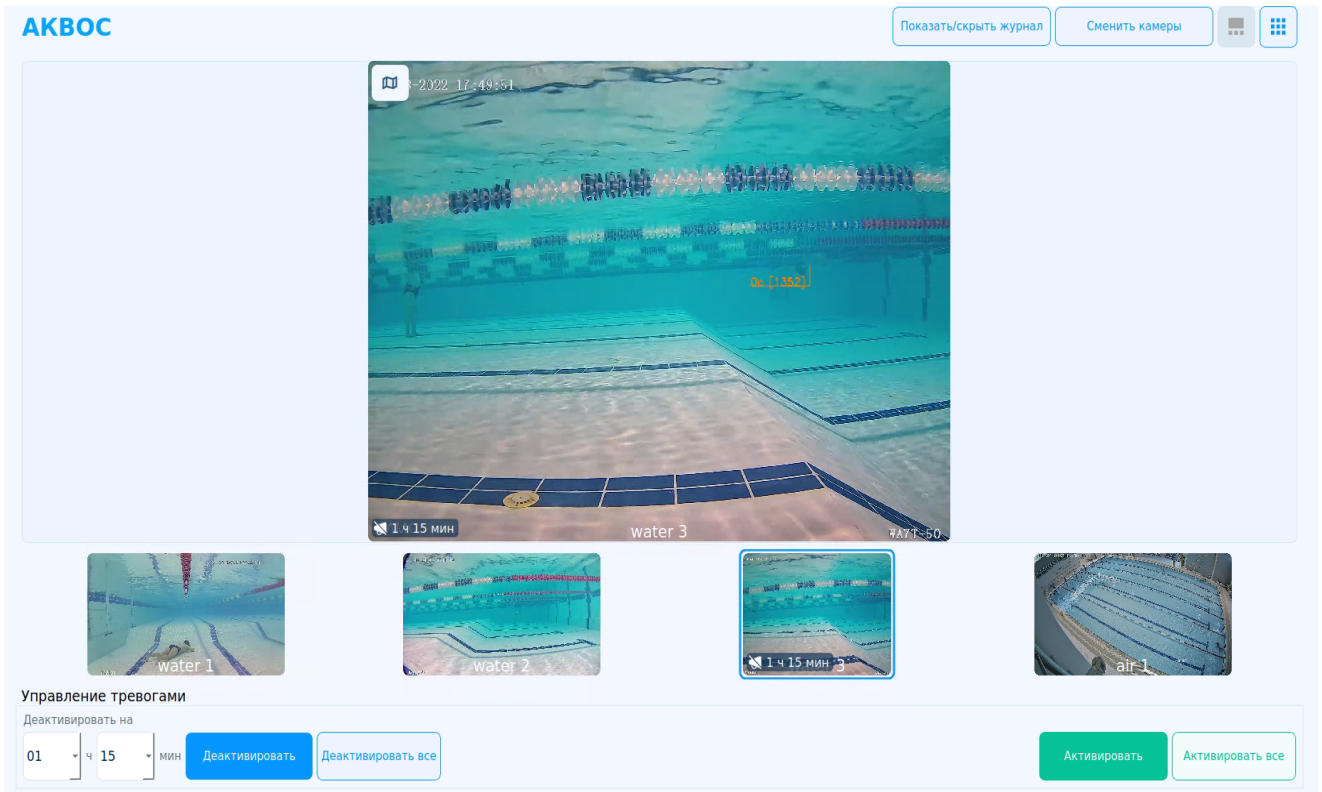 АКВОС
Показать/скрыть журнал
Сменить камеры
-2022 17:49:51
Ос [1352]
1 ч 15 мин
water 3
water 1
water 2
1 ч 15 мин 3
air 1
Управление тревогами
Деактивировать на
01 ч 15 мин
Деактивировать
Деактивировать все
Активировать
Активировать все